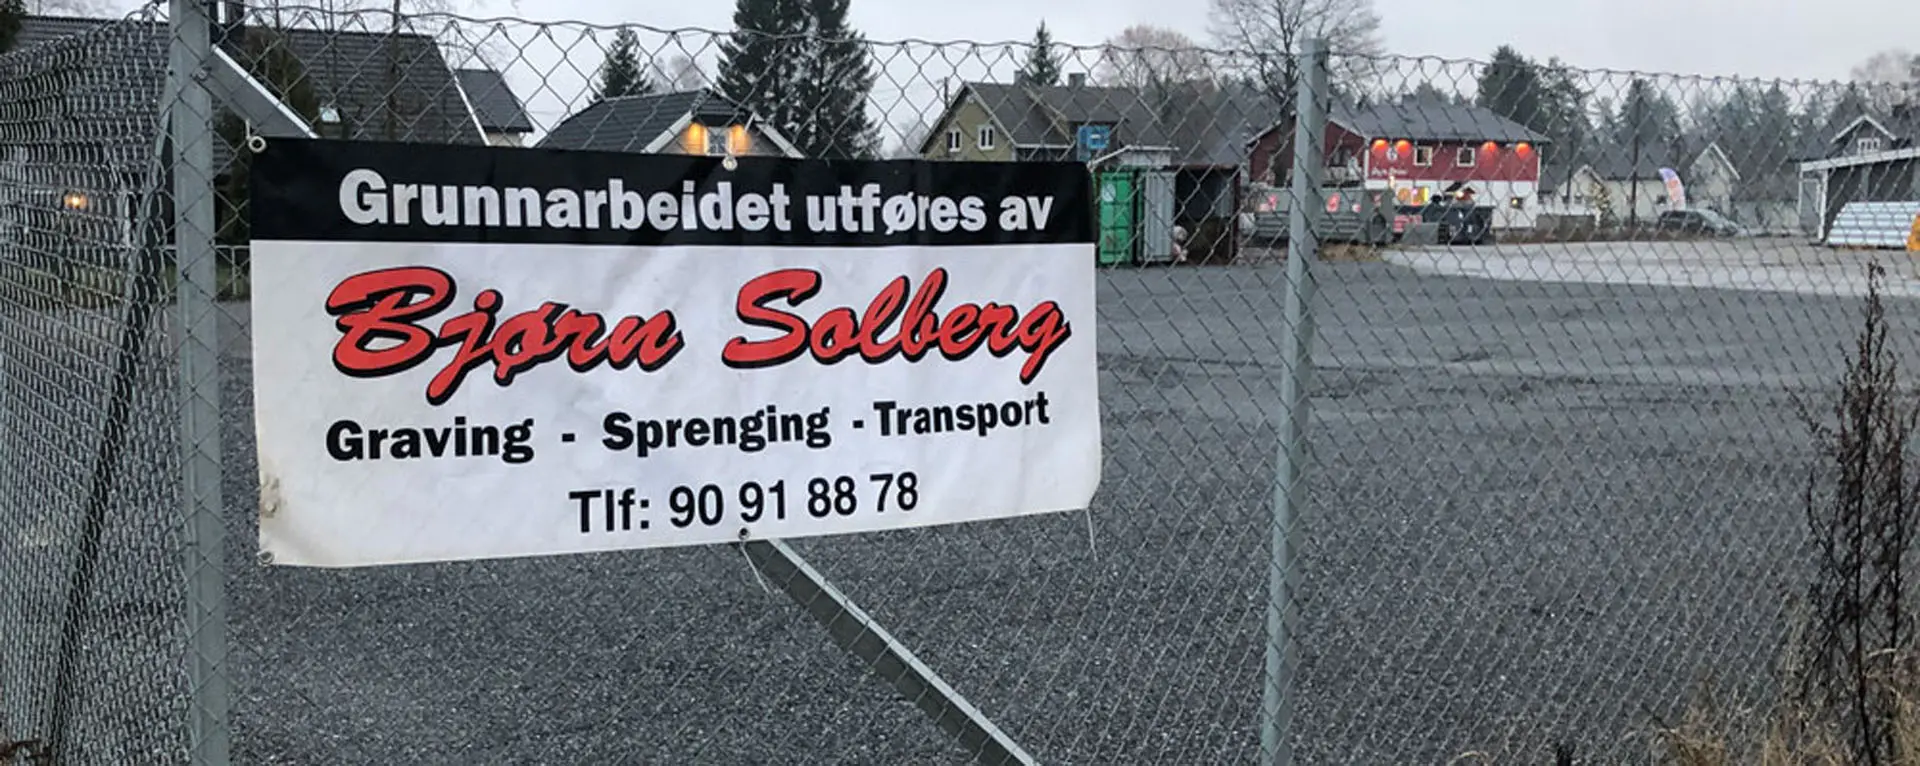 Grunnarbeidet utføres av
Bjørn Solberg
Graving - Sprenging - Transport
Tlf: 90 91 88 78